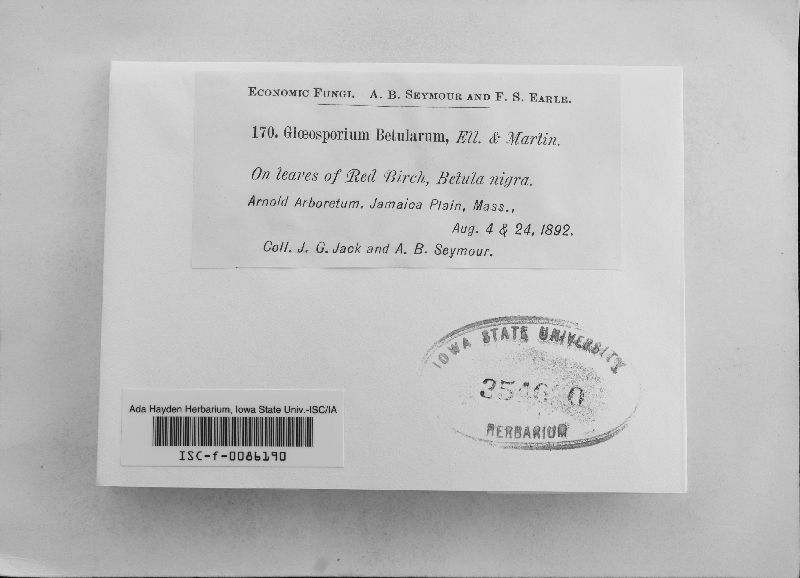 Economic Fungi. A. B. Seymour and F. S. Earle.
170. Glœosporium Betularum, Ell. & Martin.
On leaves of Red Birch, Betula nigra.
Arnold Arboretum. Jamaica Plain, Mass.,
Aug. 4 & 24, 1892.
Coll. J. G. Jack and A. B. Seymour.
IOWA STATE UNIVERSITY
HERBARIUM
Ada Hayden Herbarium, Iowa State Univ.-ISC/IA
ISC-f-0086190